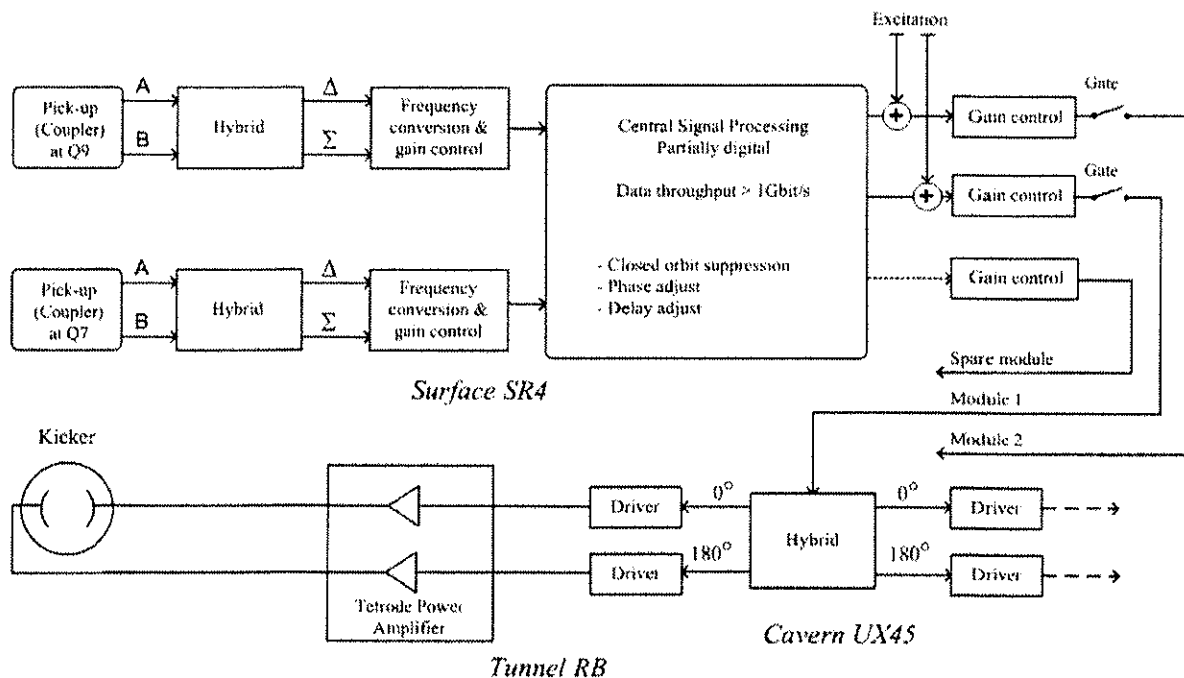 Excitation
A
Δ
Pick-up
(Coupler)
at Q9
Hybrid
Frequency
conversion &
gain control
B
Σ
Central Signal Processing
Partially digital
Data throughput > 1Gbit/s
- Closed orbit suppression
- Phase adjust
- Delay adjust
+
Gain control
Gate
+
Gain control
Gate
Gain control
A
Δ
Pick-up
(Coupler)
at Q7
Hybrid
Frequency
conversion &
gain control
B
Σ
Surface SR4
Spare module
Module 1
Module 2
Kicker
Driver
0°
Hybrid
0°
Driver
Driver
180°
180°
Driver
Tetrode Power
Amplifier
Cavern UX45
Tunnel RB